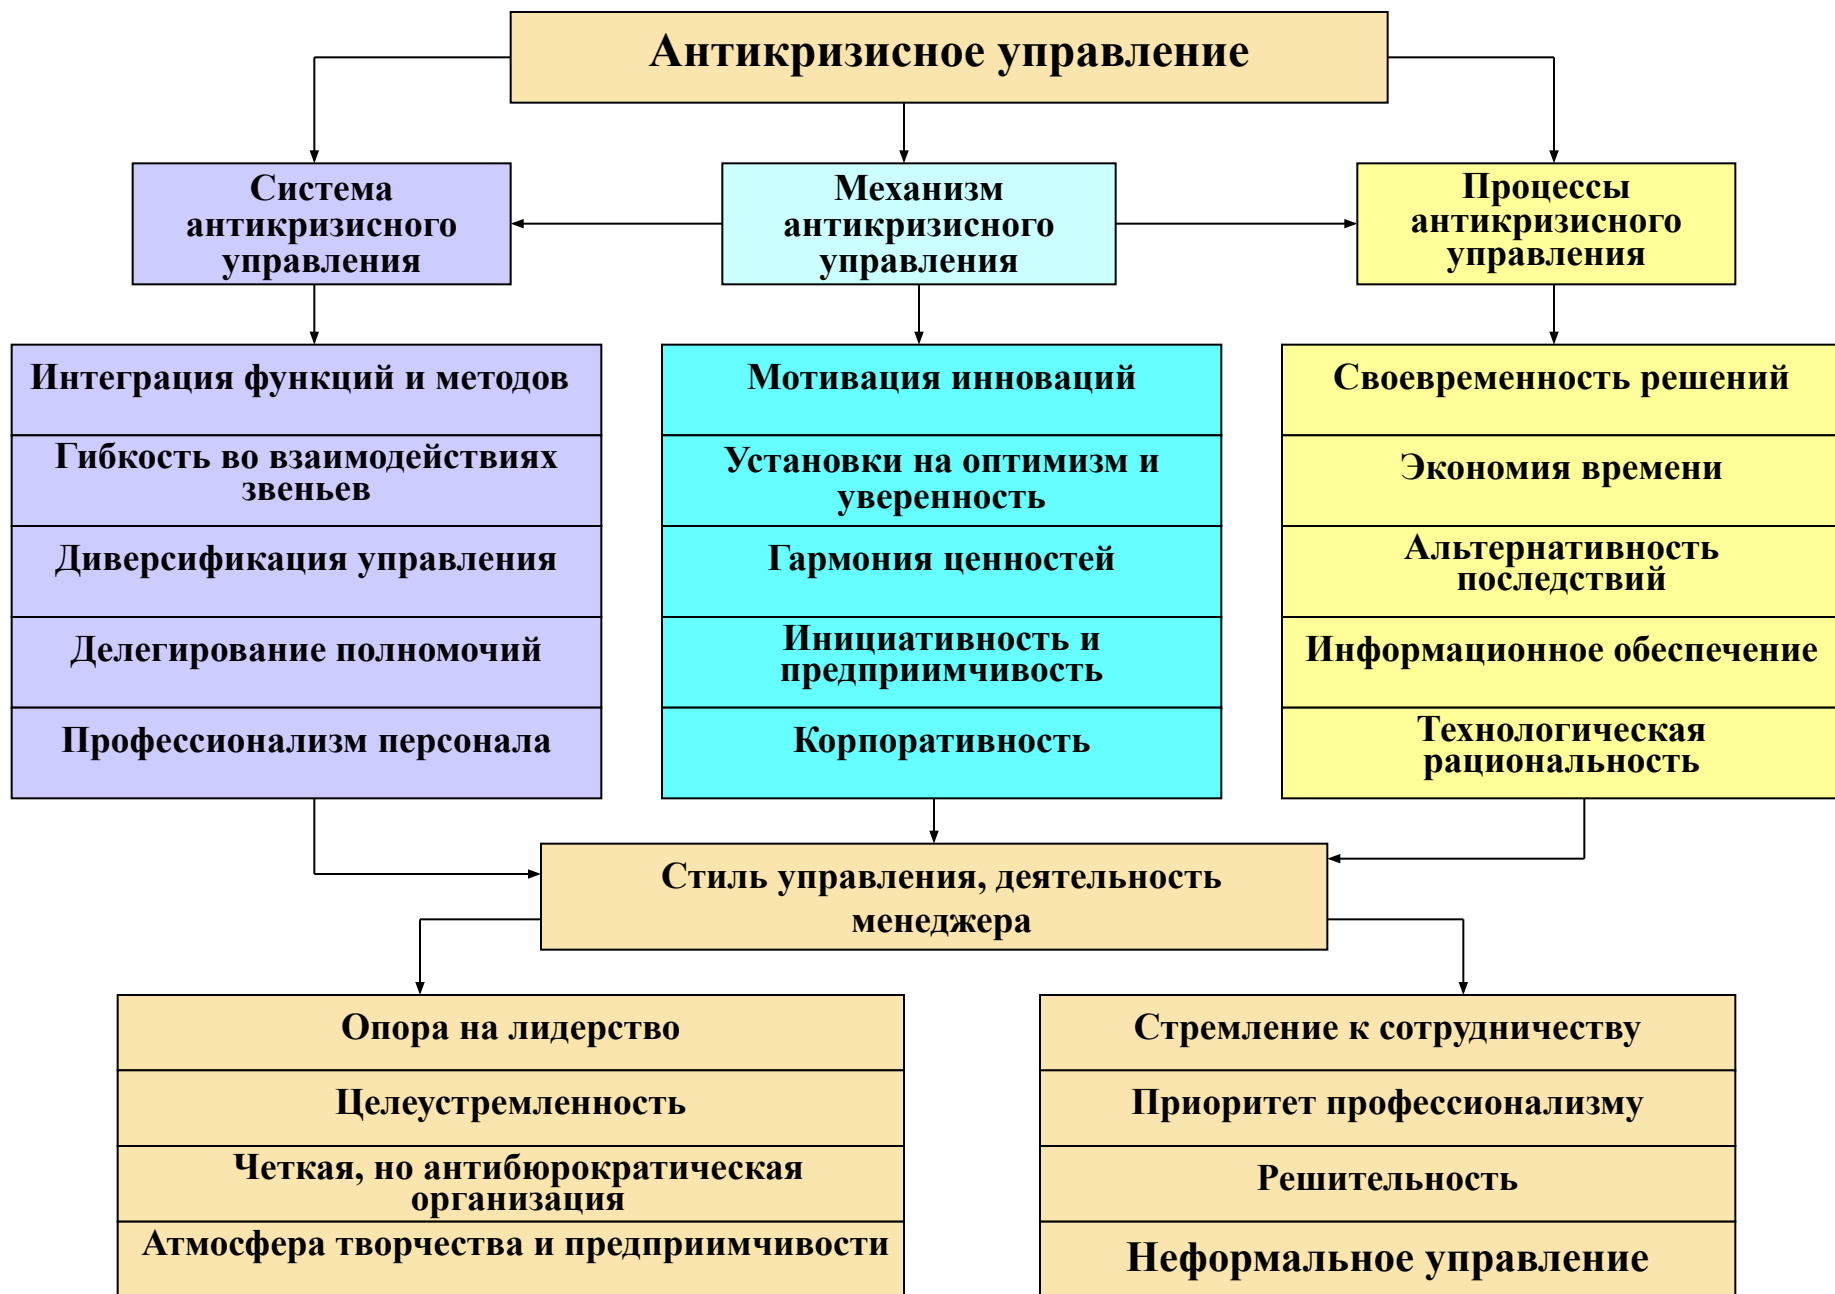 Антикризисное управление
Система
антикризисного
управления
Механизм
антикризисного
управления
Процессы
антикризисного
управления
Интеграция функций и методов
Гибкость во взаимодействиях
звеньев
Диверсификация управления
Делегирование полномочий
Профессионализм персонала
Мотивация инноваций
Установки на оптимизм и
уверенность
Гармония ценностей
Инициативность и
предприимчивость
Корпоративность
Своевременность решений
Экономия времени
Альтернативность
последствий
Информационное обеспечение
Технологическая
рациональность
Стиль управления, деятельность
менеджера
Опора на лидерство
Целеустремленность
Четкая, но антибюрократическая
организация
Атмосфера творчества и предприимчивости
Стремление к сотрудничеству
Приоритет профессионализму
Решительность
Неформальное управление